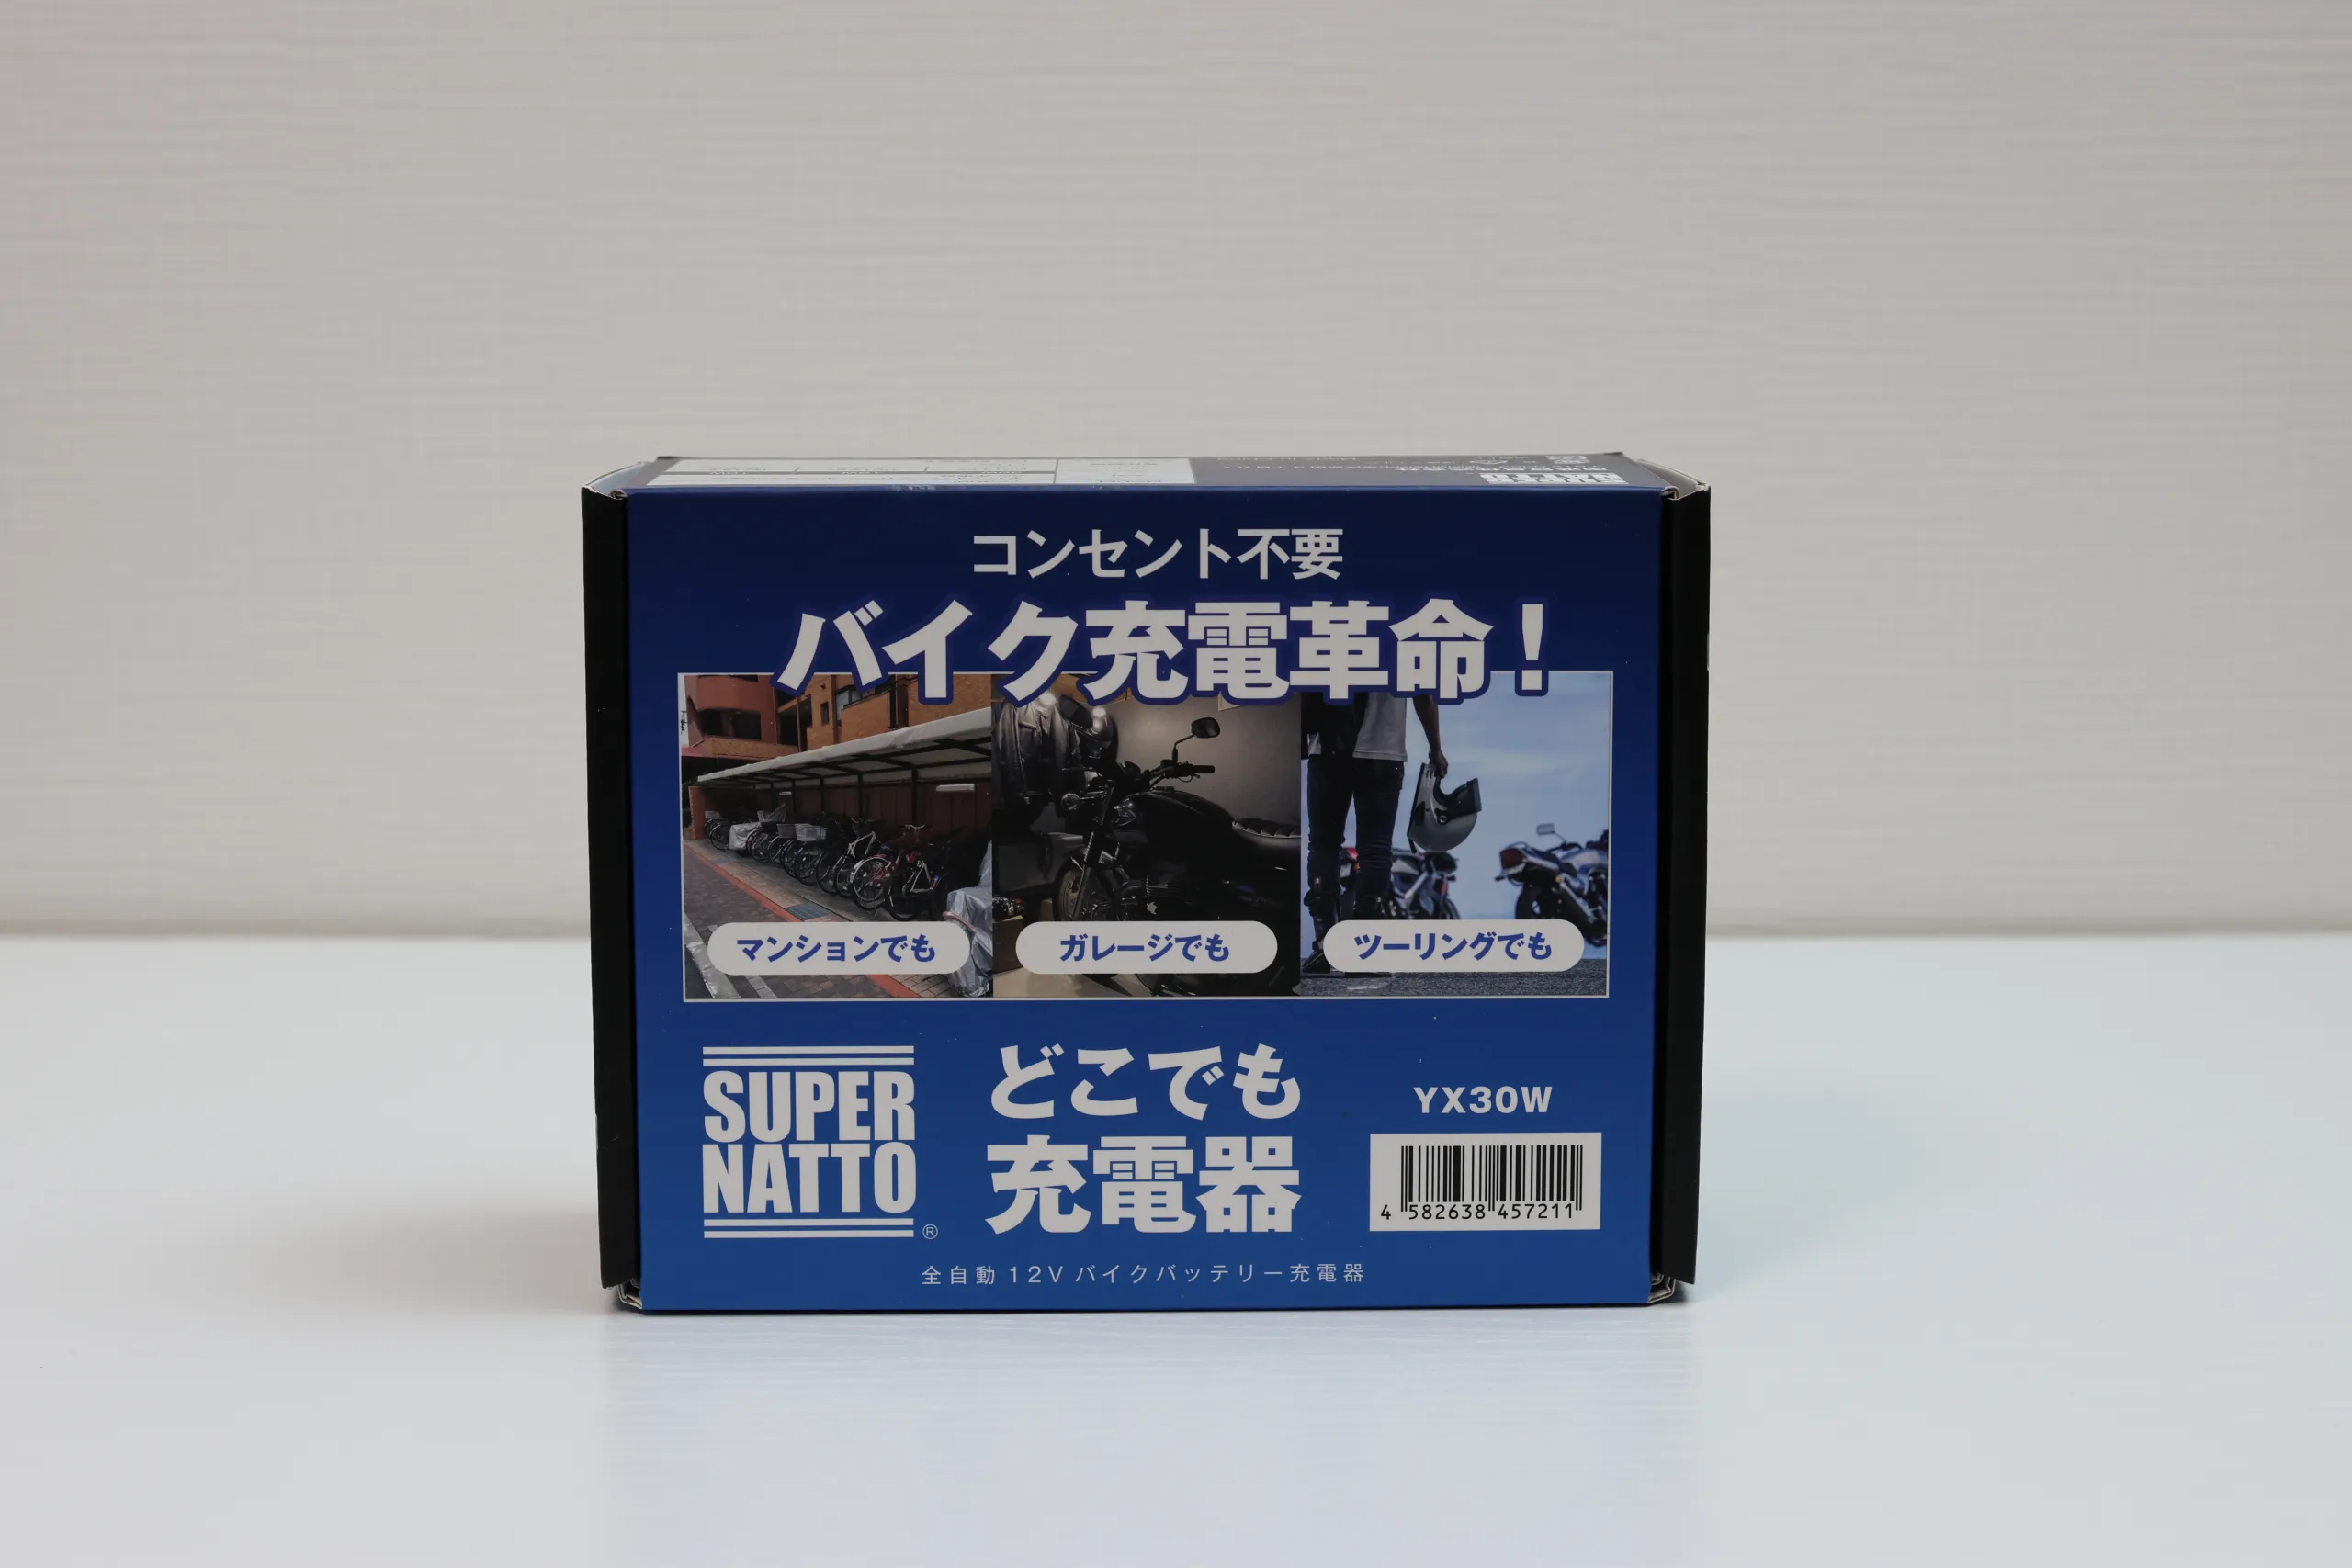 コンセント不要
バイク充電革命！
マンションでも
ガレージでも
ツーリングでも
SUPER
NATTO
®
どこでも
充電器
YX30W
4 582638 457211
全自動12Vバイクバッテリー充電器